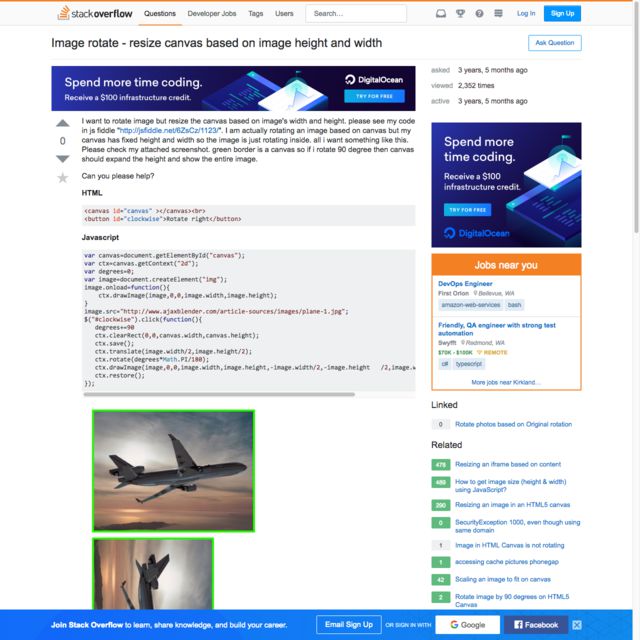 stackoverflow
Questions
Developer Jobs
Tags
Users
Search…
Log In
Sign Up
Image rotate - resize canvas based on image height and width
Ask Question
Spend more time coding.
Receive a $100 infrastructure credit.
DigitalOcean
TRY FOR FREE
asked 3 years, 5 months ago
viewed 2,352 times
active 3 years, 5 months ago
0
I want to rotate image but resize the canvas based on image's width and height. please see my code
in js fiddle "http://jsfiddle.net/6ZsCz/1123/". I am actually rotating an image based on canvas but my
canvas has fixed height and width so the image is just rotating inside. all i want something like this.
Please check my attached screenshot. green border is a canvas so if i rotate 90 degree then canvas
should expand the height and show the entire image.
Can you please help?
HTML
<canvas id="canvas" ></canvas><br>
<button id="clockwise">Rotate right</button>
Javascript
var canvas=document.getElementById("canvas");
var ctx=canvas.getContext("2d");
var degrees=0;
var image=document.createElement("img");
image.onload=function(){
ctx.drawImage(image,0,0,image.width,image.height);
}
image.src="http://www.ajaxblender.com/article-sources/images/plane-1.jpg";
$("#clockwise").click(function(){
degrees+=90
ctx.clearRect(0,0,canvas.width,canvas.height);
ctx.save();
ctx.translate(image.width/2,image.height/2);
ctx.rotate(degrees*Math.PI/180);
ctx.drawImage(image,0,0,image.width,image.height,-image.width/2,-image.height /2,image.w
ctx.restore();
});
Spend more
time coding.
Receive a $100
infrastructure credit.
TRY FOR FREE
DigitalOcean
Jobs near you
DevOps Engineer
First Orion Bellevue, WA
amazon-web-services bash
Friendly, QA engineer with strong test
automation
Swyfft Redmond, WA
$70K - $100K REMOTE
c# typescript
More jobs near Kirkland...
Linked
0 Rotate photos based on Original rotation
Related
478 Resizing an iframe based on content
489 How to get image size (height & width)
using JavaScript?
290 Resizing an image in an HTML5 canvas
0 SecurityException 1000, even though using
same domain
1 Image in HTML Canvas is not rotating
1 accessing cache pictures phonegap
42 Scaling an image to fit on canvas
2 Rotate image by 90 degrees on HTML5
Canvas
Join Stack Overflow to learn, share knowledge, and build your career.
Email Sign Up
OR SIGN IN WITH
Google
Facebook